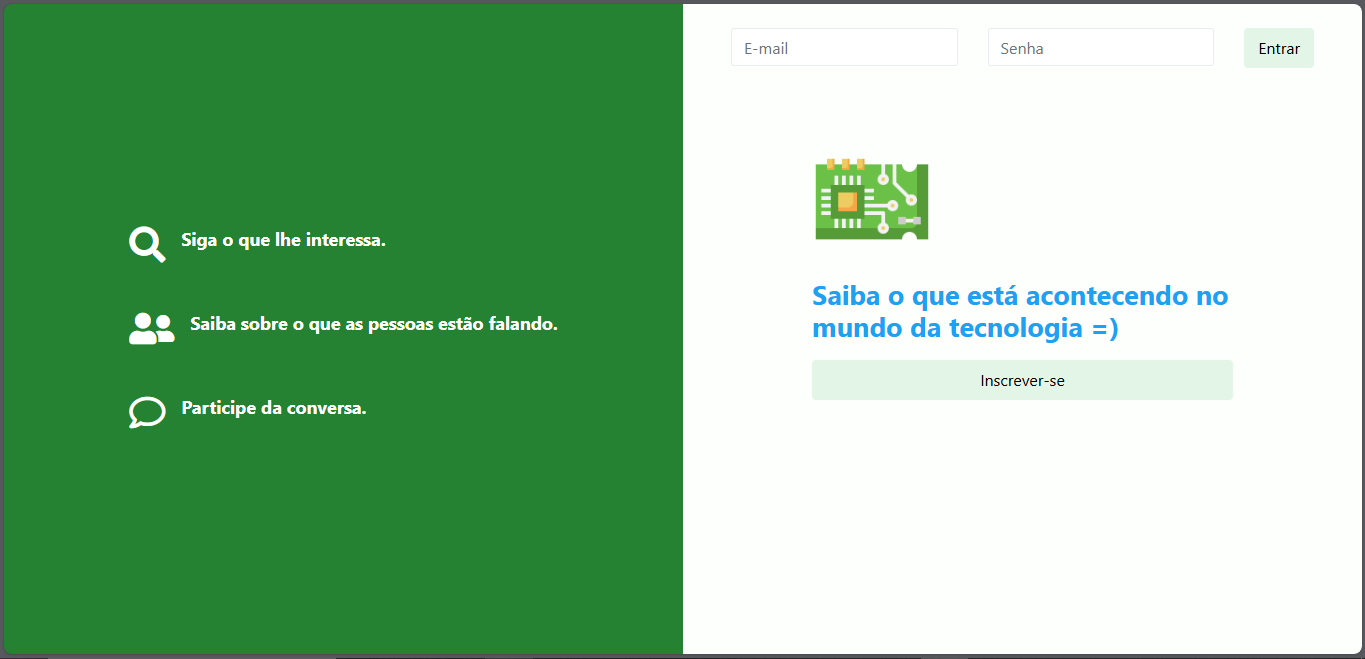 Siga o que lhe interessa.
Saiba sobre o que as pessoas estão falando.
Participe da conversa.
E-mail
Senha
Entrar
Saiba o que está acontecendo no
mundo da tecnologia =)
Inscrever-se